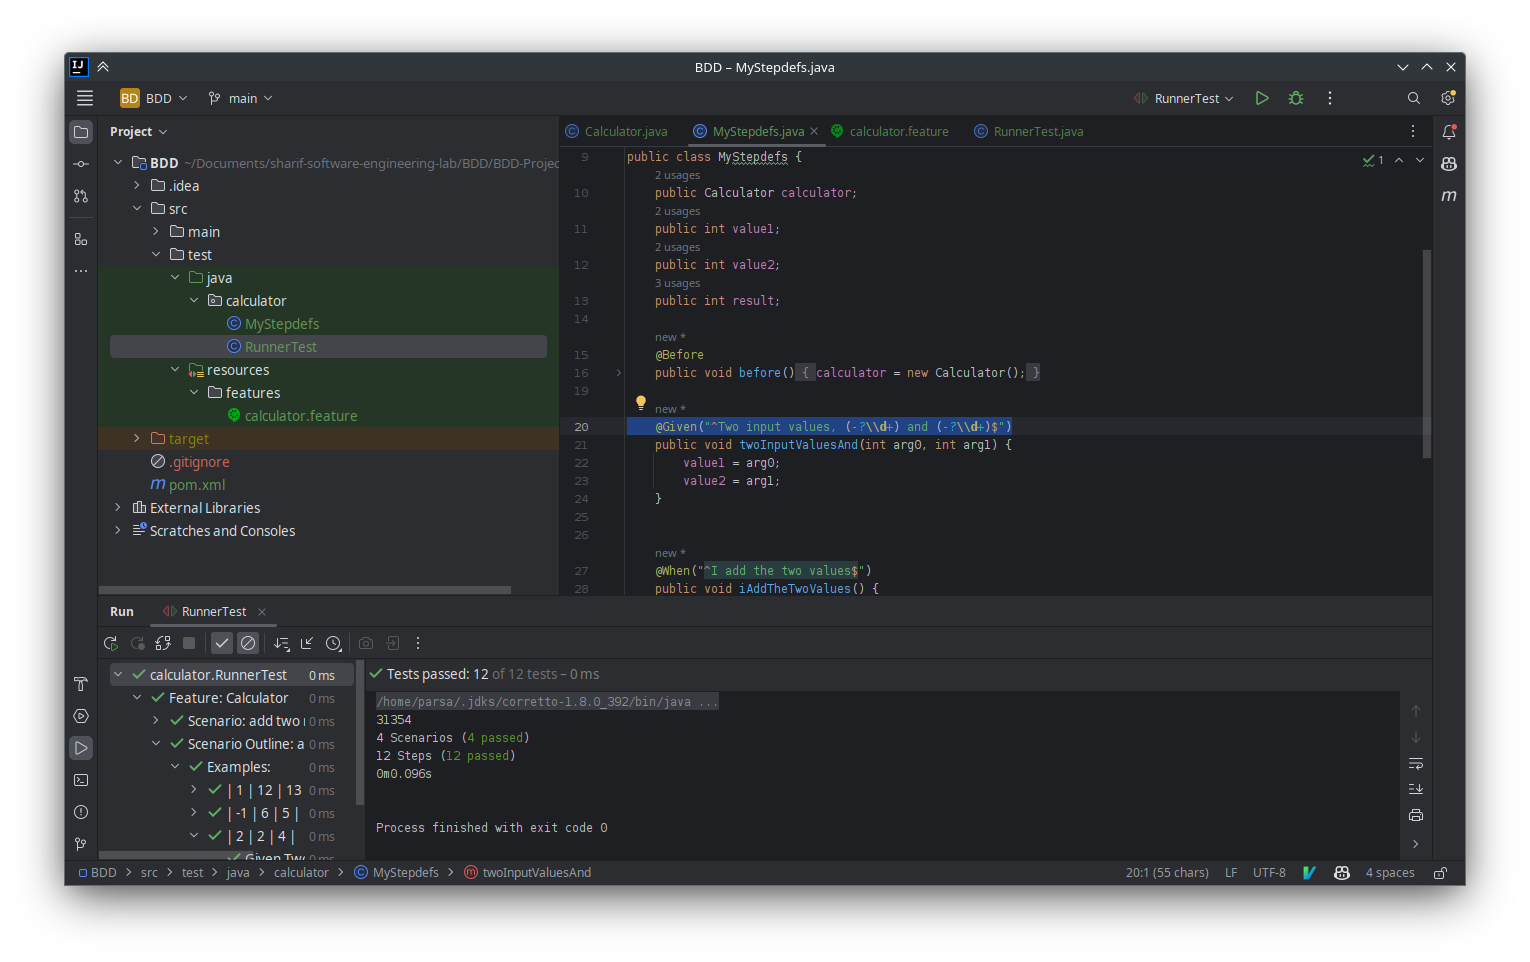 BDD – MyStepdefs.java
BD BDD main RunnerTest
Project
BDD ~/Documents/sharif-software-engineering-lab/BDD/BDD-Projec
.idea
src
main
test
java
calculator
MyStepdefs
RunnerTest
resources
features
calculator.feature
target
.gitignore
m pom.xml
External Libraries
Scratches and Consoles
Calculator.java MyStepdefs.java calculator.feature RunnerTest.java
1
9 public class MyStepdefs {
2 usages
10 public Calculator calculator;
2 usages
11 public int value1;
2 usages
12 public int value2;
3 usages
13 public int result;
14
new *
15 @Before
16 public void before() { calculator = new Calculator(); }
19
new *
20 @Given("^Two input values, (-?\\d+) and (-?\\d+)$")
21 public void twoInputValuesAnd(int arg0, int arg1) {
22 value1 = arg0;
23 value2 = arg1;
24 }
25
26
new *
27 @When("^I add the two values$")
28 public void iAddTheTwoValues() {
Run RunnerTest
calculator.RunnerTest 0 ms
Feature: Calculator 0 ms
Scenario: add two 0 ms
Scenario Outline: a 0 ms
Examples: 0 ms
| 1 | 12 | 13 0 ms
| -1 | 6 | 5 | 0 ms
| 2 | 2 | 4 | 0 ms
Given Two 0 ms
Tests passed: 12 of 12 tests – 0 ms
/home/parsa/.jdks/corretto-1.8.0_392/bin/java ...
31354
4 Scenarios (4 passed)
12 Steps (12 passed)
0m0.096s
Process finished with exit code 0
BDD > src > test > java > calculator > MyStepdefs > twoInputValuesAnd
20:1 (55 chars) LF UTF-8 4 spaces